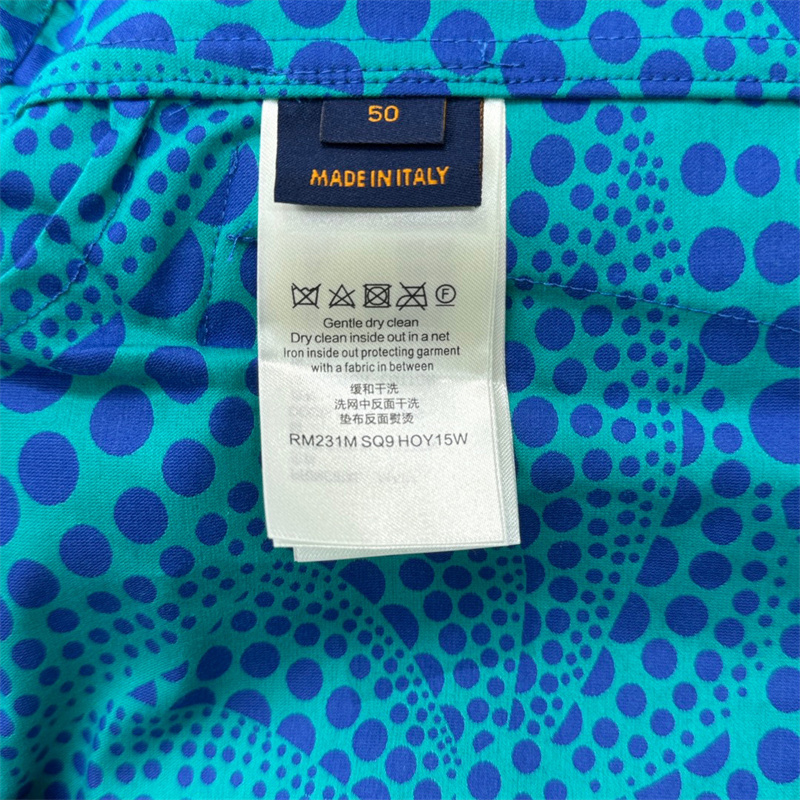 50
MADE IN ITALY
F
Gentle dry clean
Dry clean inside out in a net
Iron inside out protecting garment
with a fabric in between
缓和干洗
洗网中反面干洗
垫布反面熨烫
RM231M SQ9 HOY15W